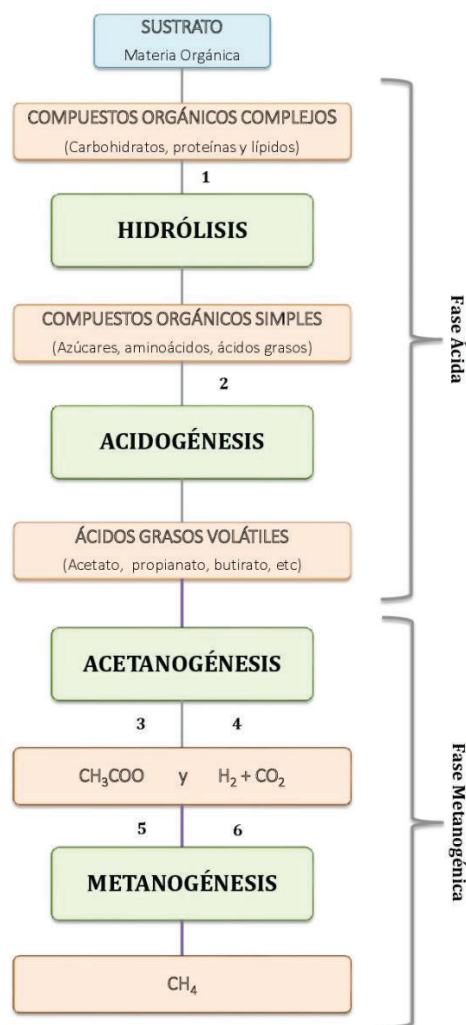 SUSTRATO
Materia Orgánica
COMPUESTOS ORGÁNICOS COMPLEJOS
(Carbohidratos, proteínas y lípidos)
1
HIDRÓLISIS
COMPUESTOS ORGÁNICOS SIMPLES
(Azúcares, aminoácidos, ácidos grasos)
2
ACIDOGÉNESIS
ÁCIDOS GRASOS VOLÁTILES
(Acetato, propianato, butirato, etc)
Fase Ácida
ACETANOGÉNESIS
3 4
CH₃COO y H₂ + CO₂
5 6
METANOGÉNESIS
CH₄
Fase Metanogénica